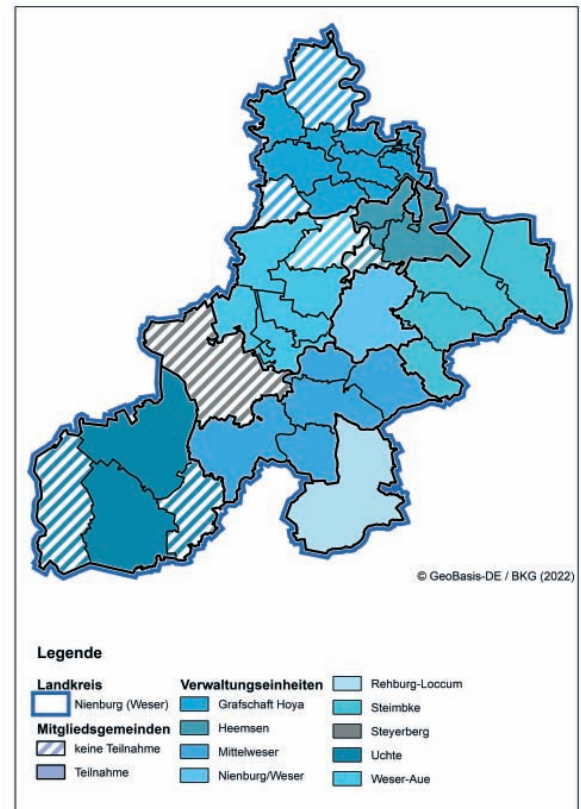 © GeoBasis-DE / BKG (2022)
Legende
Landkreis
Nienburg (Weser)
Mitgliedsgemeinden
keine Teilnahme
Teilnahme
Verwaltungseinheiten
Grafschaft Hoya
Heemsen
Mittelweser
Nienburg/Weser
Rehburg-Loccum
Steimbke
Steyerberg
Uchte
Weser-Aue